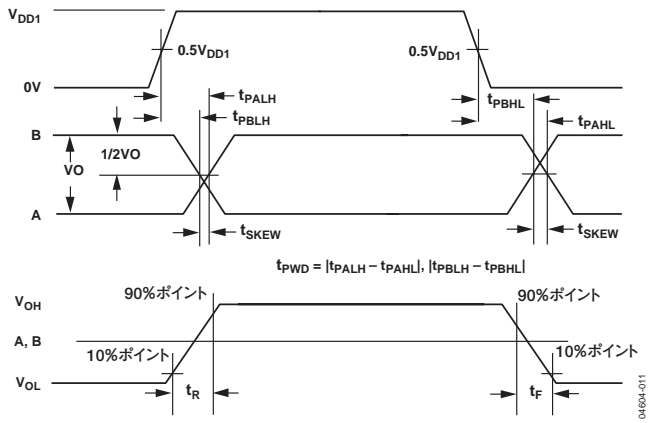 VDD1
0.5VDD1
0.5VDD1
0V
tPALH
tPBLH
tPBHL
tPAHL
B
1/2VO
VO
A
tSKEW
tSKEW
tPWD = |tPALH – tPAHL|, |tPBLH – tPBHL|
VOH
90%ポイント
90%ポイント
A, B
10%ポイント
10%ポイント
VOL
tR
tF
04604-011